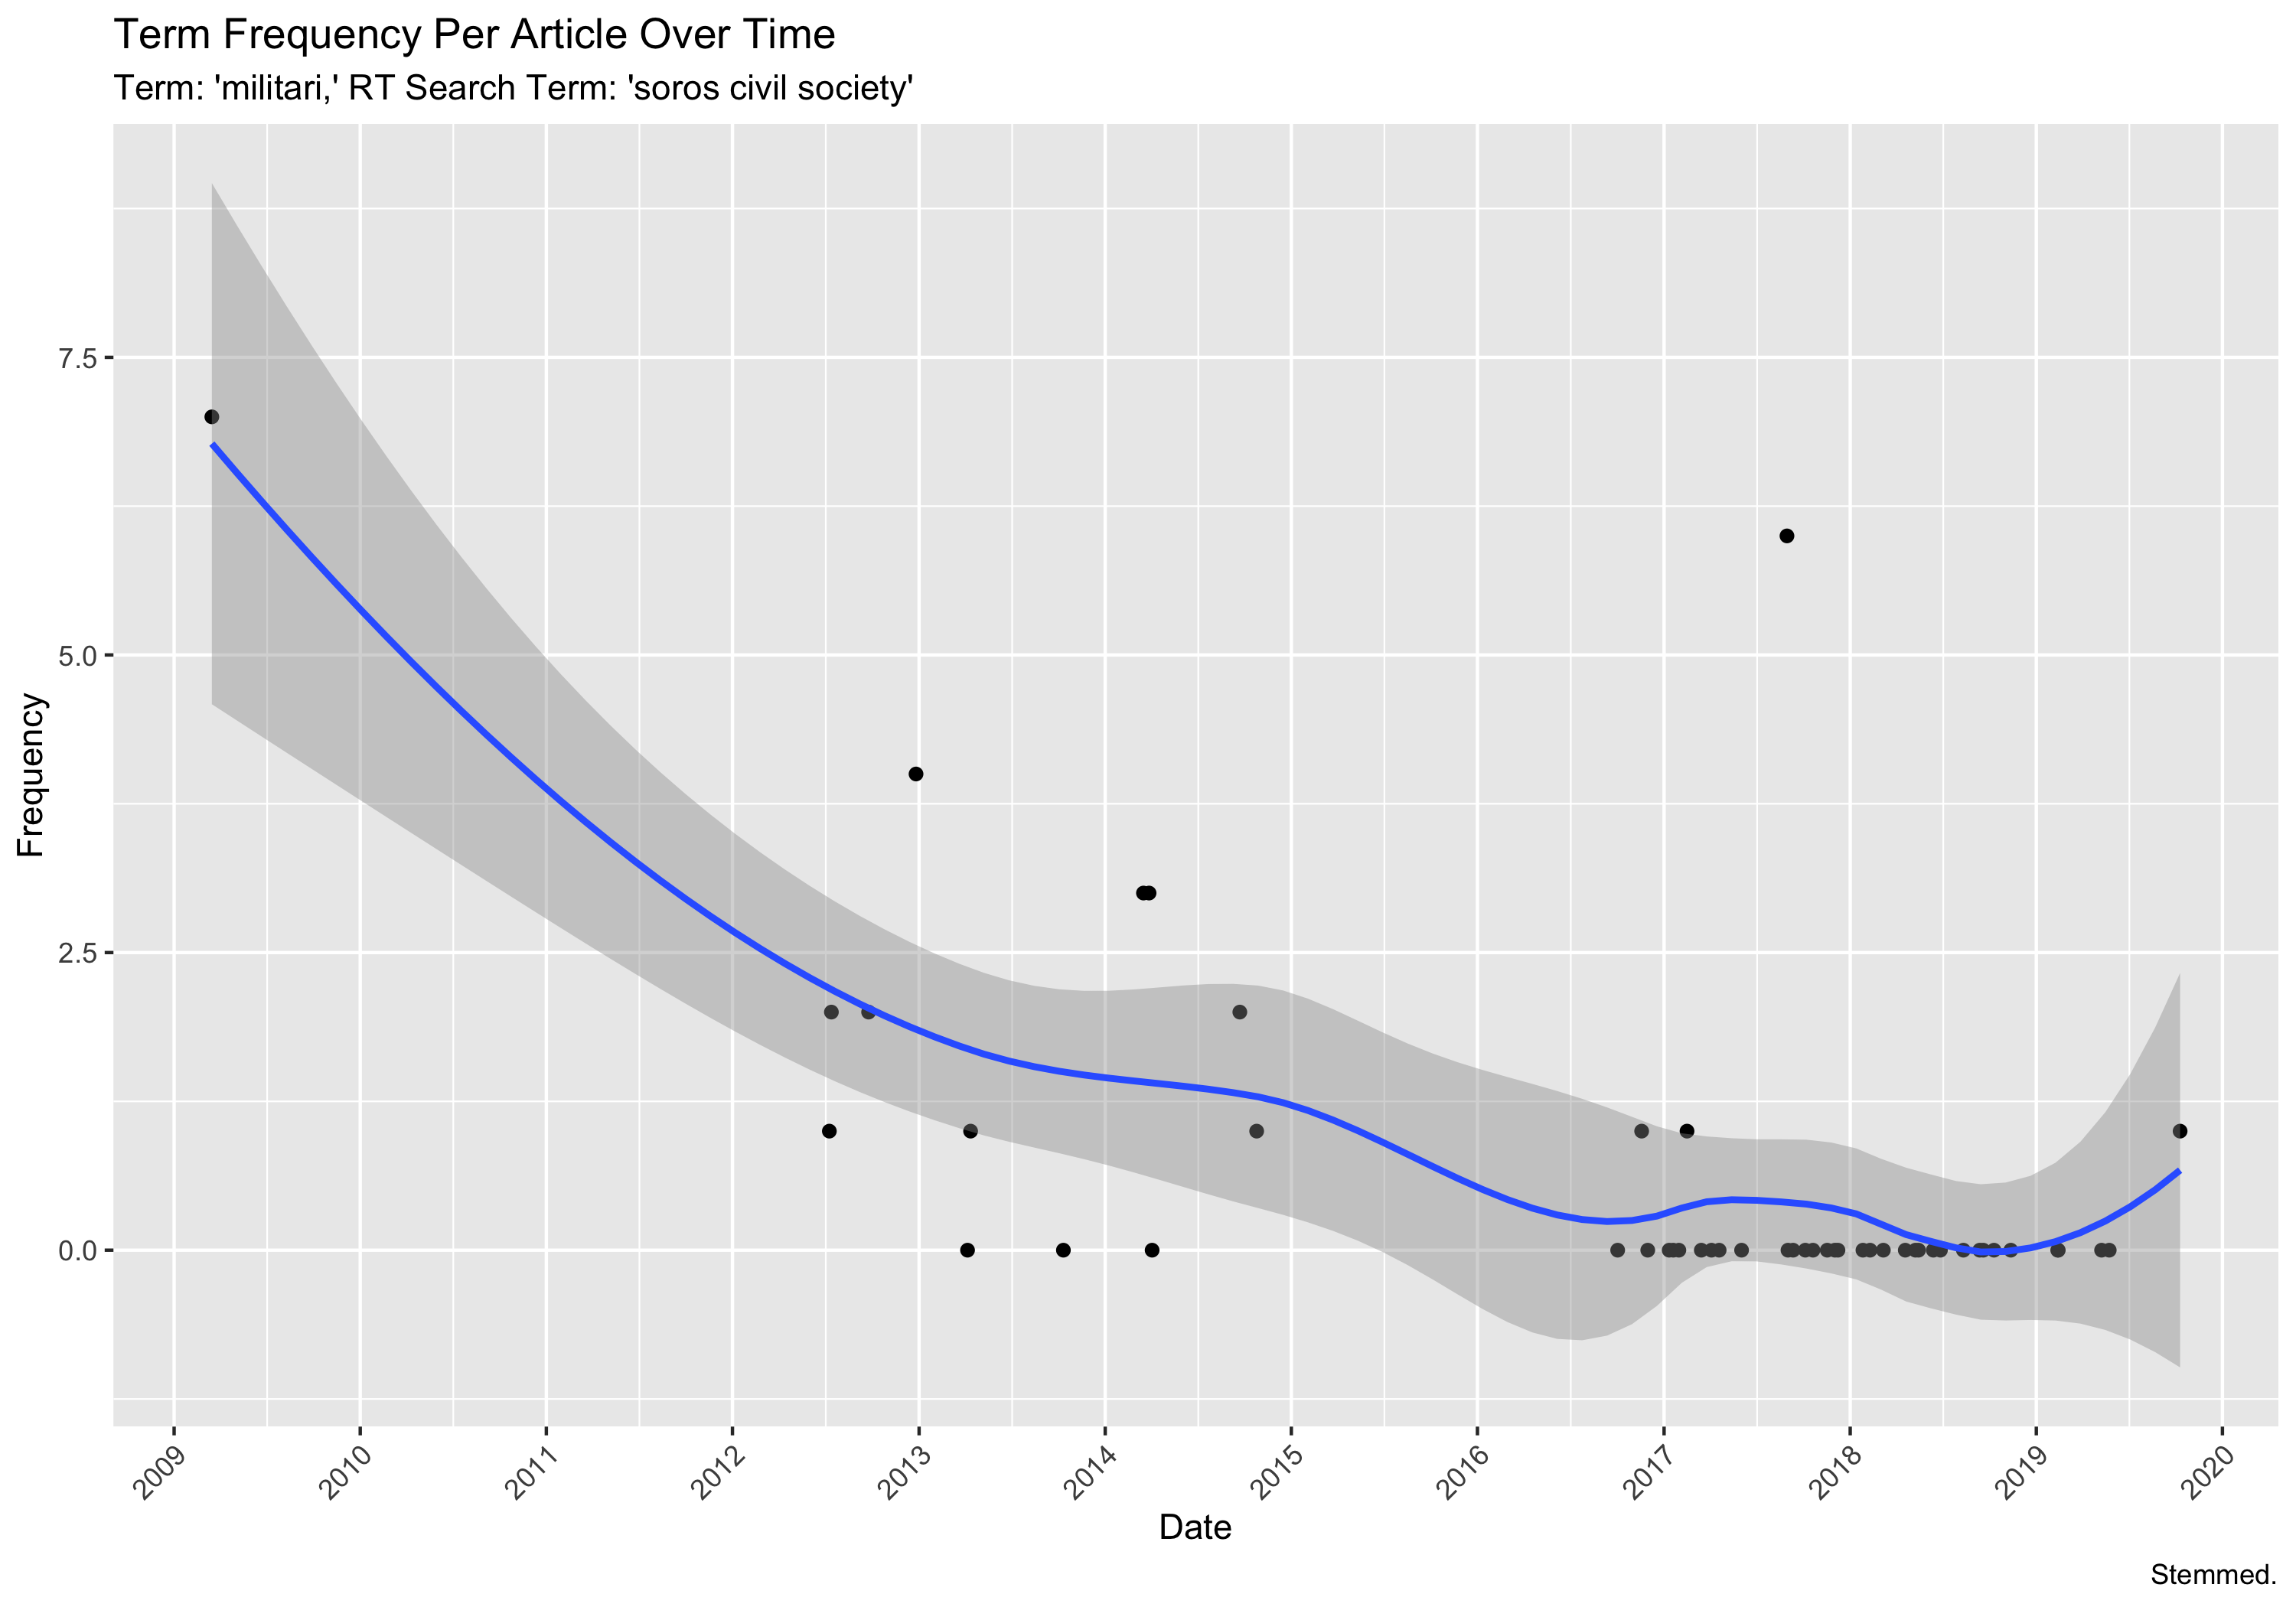 Term Frequency Per Article Over Time
Term: 'militari,' RT Search Term: 'soros civil society'
Frequency
7.5
5.0
2.5
0.0
2009 2010 2011 2012 2013 2014 2015 2016 2017 2018 2019 2020
Date
Stemmed.